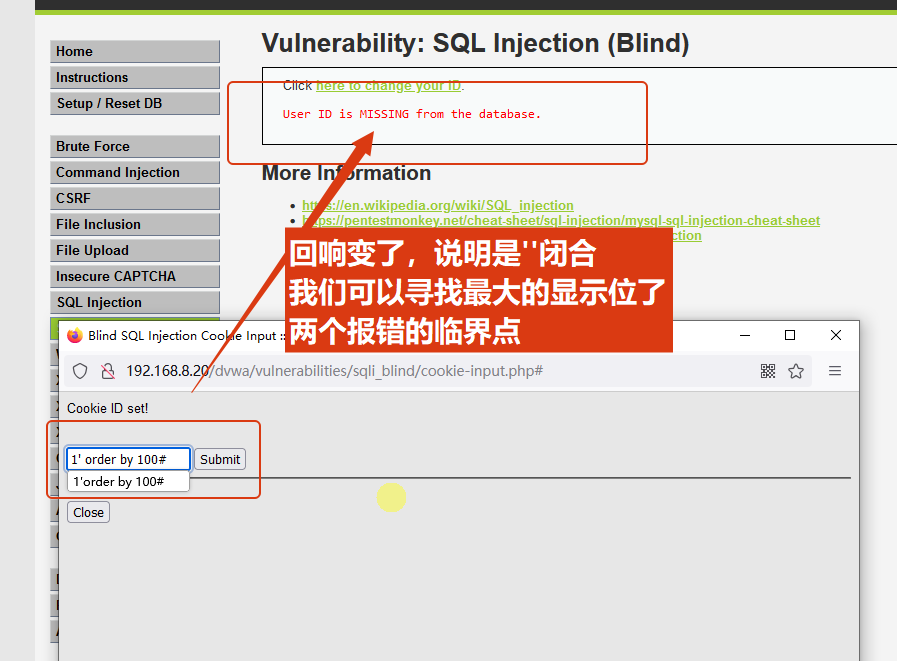 Vulnerability: SQL Injection (Blind)
Home
Instructions
Setup / Reset DB
Brute Force
Command Injection
CSRF
File Inclusion
File Upload
Insecure CAPTCHA
SQL Injection
Click here to change your ID.
User ID is MISSING from the database.
More Information
https://en.wikipedia.org/wiki/SQL_injection
https://pentestmonkey.net/cheat-sheet/sql-injection/mysql-sql-injection-cheat-sheet
ction
回响变了，说明是''闭合
我们可以寻找最大的显示位了
两个报错的临界点
Blind SQL Injection Cookie Input ::
192.168.8.20/dvwa/vulnerabilities/sqli_blind/cookie-input.php#
Cookie ID set!
1' order by 100#
Submit
1'order by 100#
Close